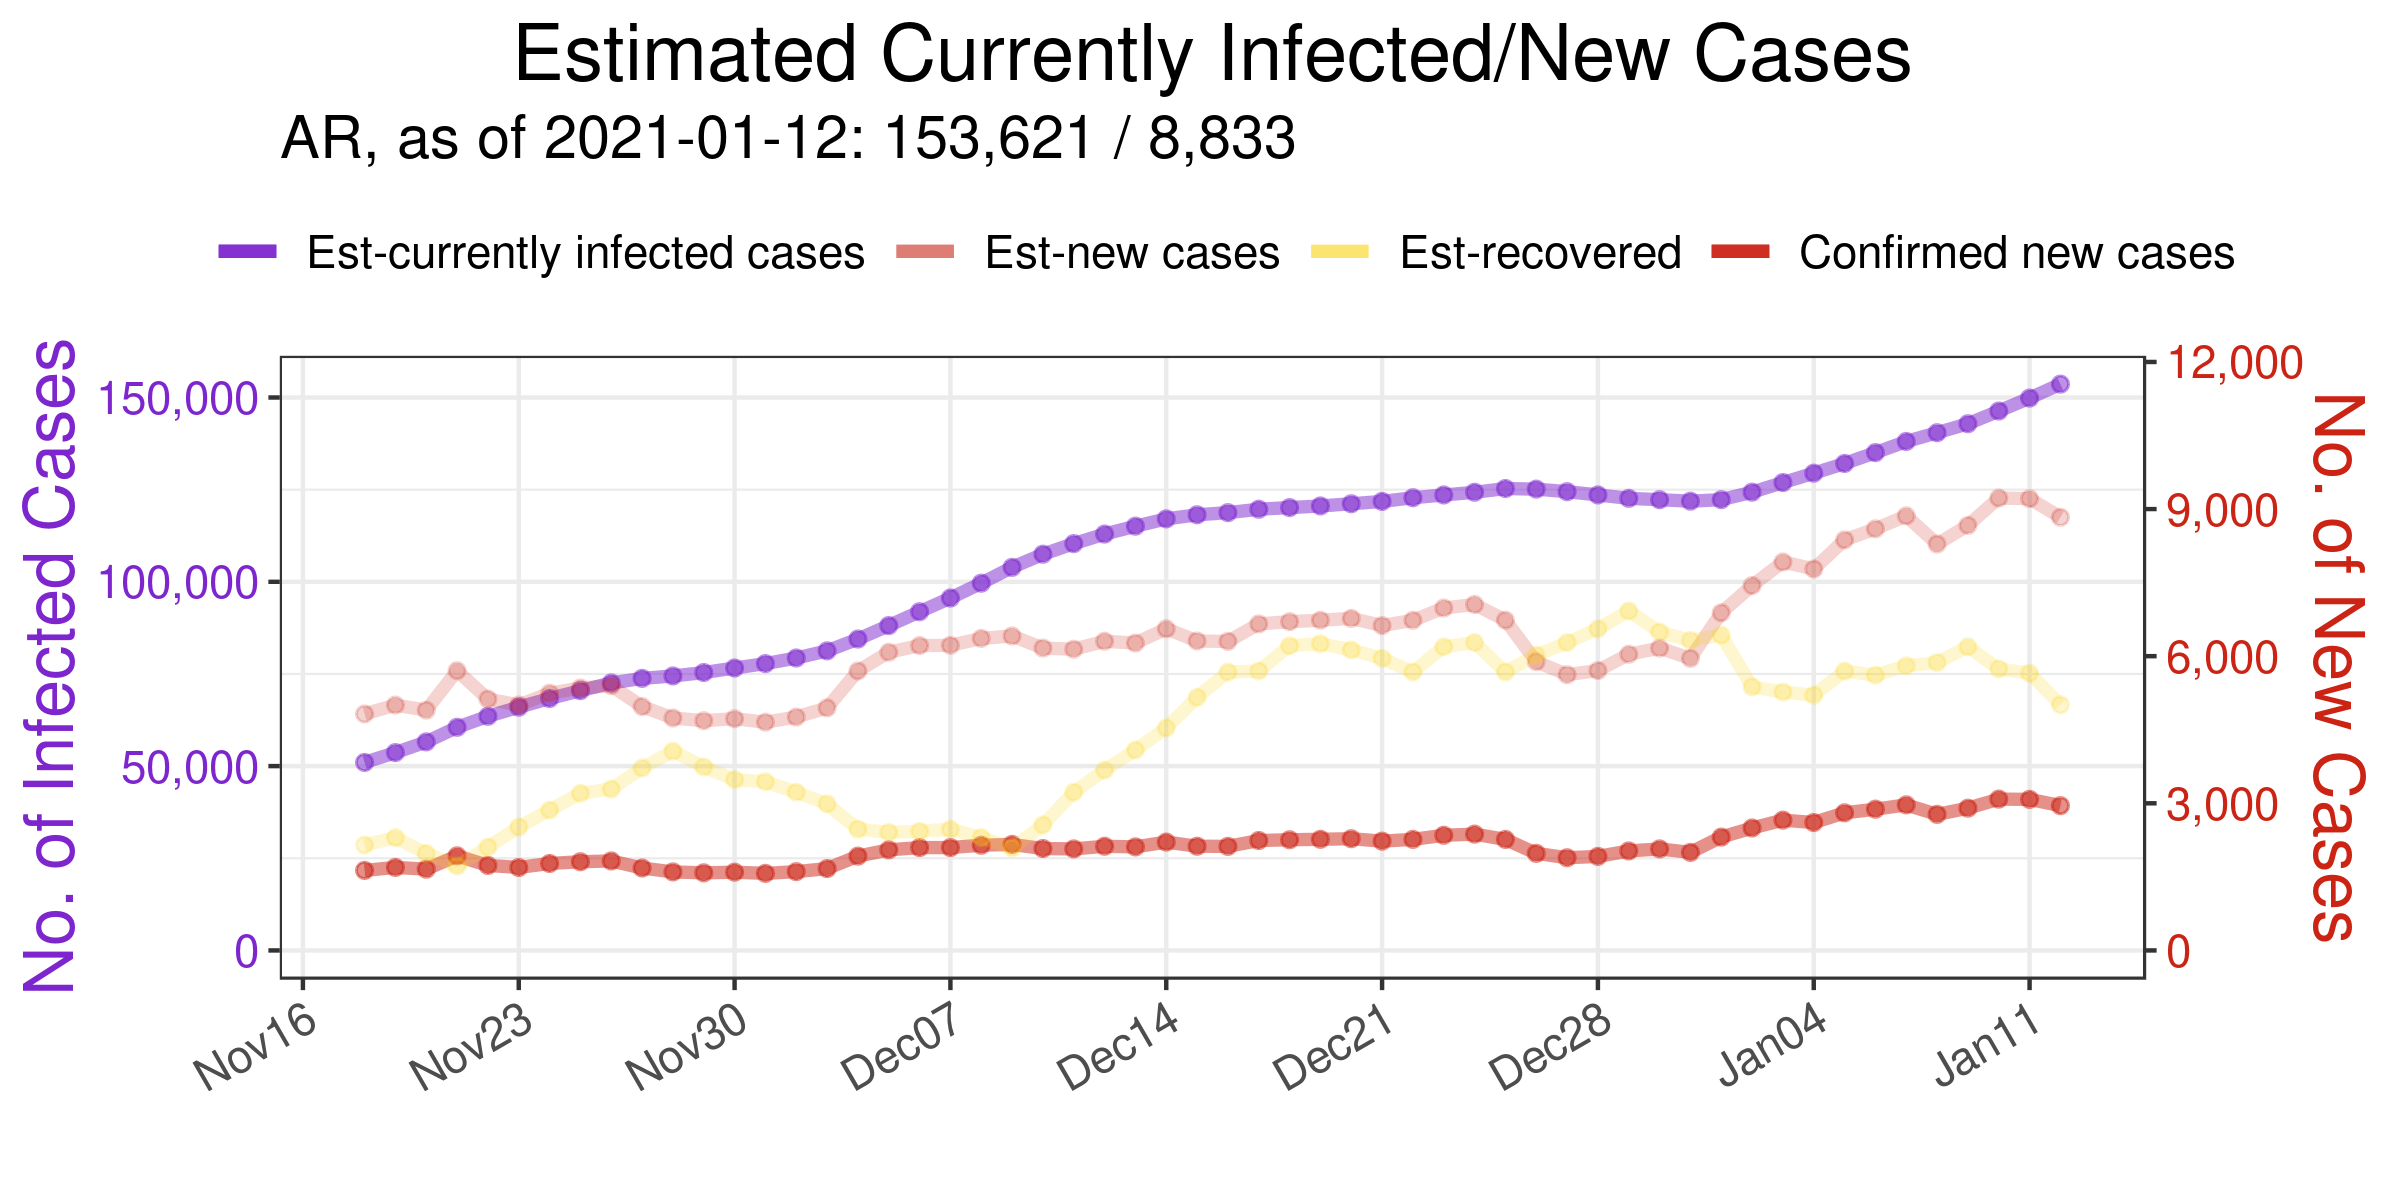 Estimated Currently Infected/New Cases
AR, as of 2021-01-12: 153,621 / 8,833
Est-currently infected cases
Est-new cases
Est-recovered
Confirmed new cases
No. of Infected Cases
150,000
100,000
50,000
0
12,000
9,000
6,000
3,000
0
No. of New Cases
Nov16
Nov23
Nov30
Dec07
Dec14
Dec21
Dec28
Jan04
Jan11